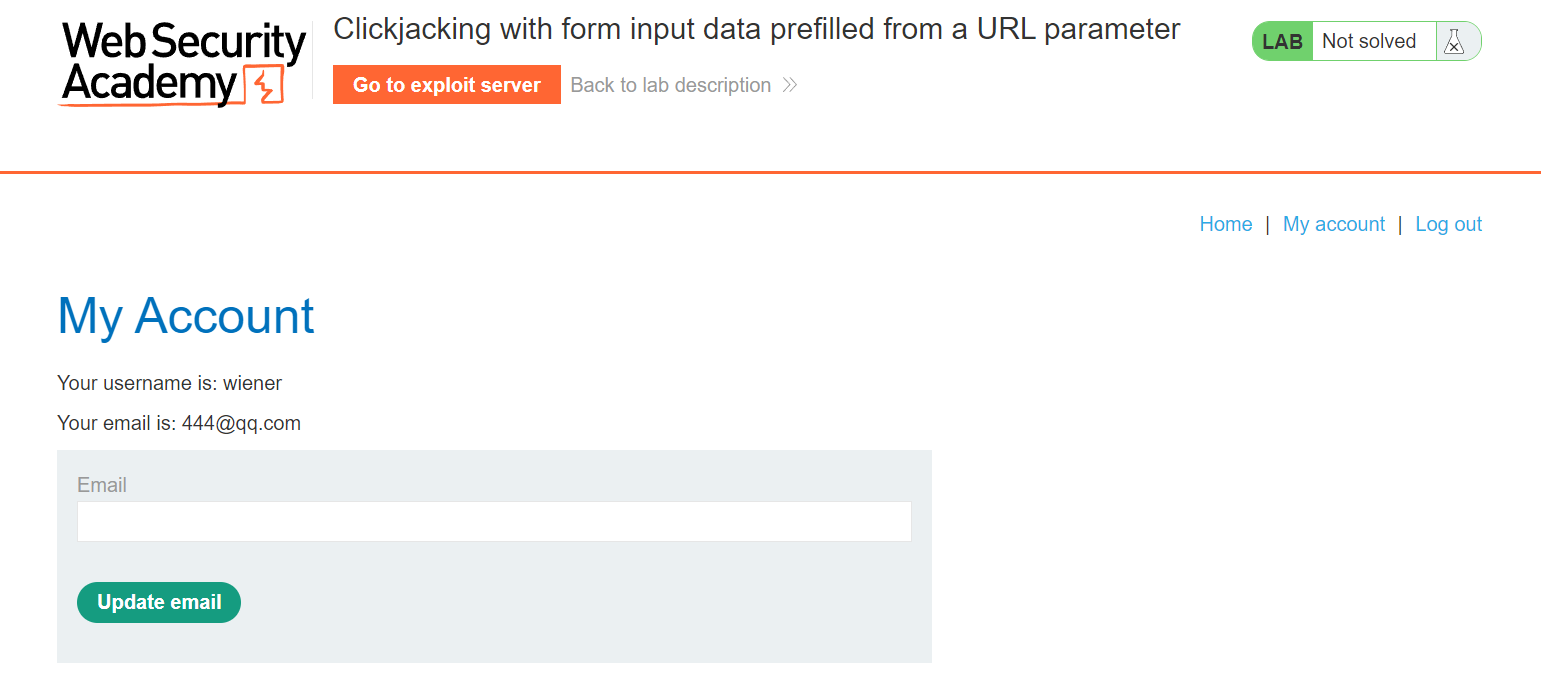 Web Security
Academy
Clickjacking with form input data prefilled from a URL parameter
Go to exploit server
Back to lab description
LAB
Not solved
Home | My account | Log out
My Account
Your username is: wiener
Your email is: 444@qq.com
Email
Update email